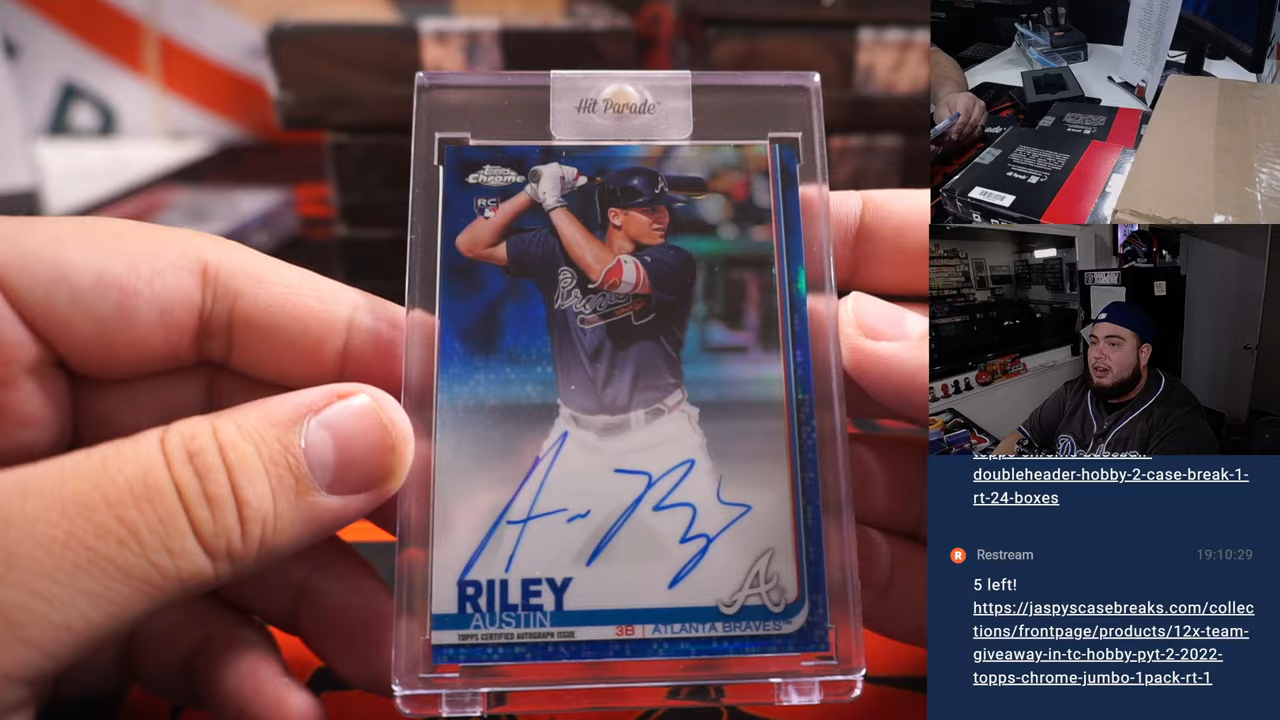 Hit Parade™
Topps
Chrome
RC
Braves
RILEY
AUSTIN
TOPPS CERTIFIED AUTOGRAPH ISSUE
3B | ATLANTA BRAVES™
A
doubleheader-hobby-2-case-break-1-
rt-24-boxes
Restream 19:10:29
5 left!
https://jaspyscasebreaks.com/collec
tions/frontpage/products/12x-team-
giveaway-in-tc-hobby-pyt-2-2022-
topps-chrome-jumbo-1pack-rt-1